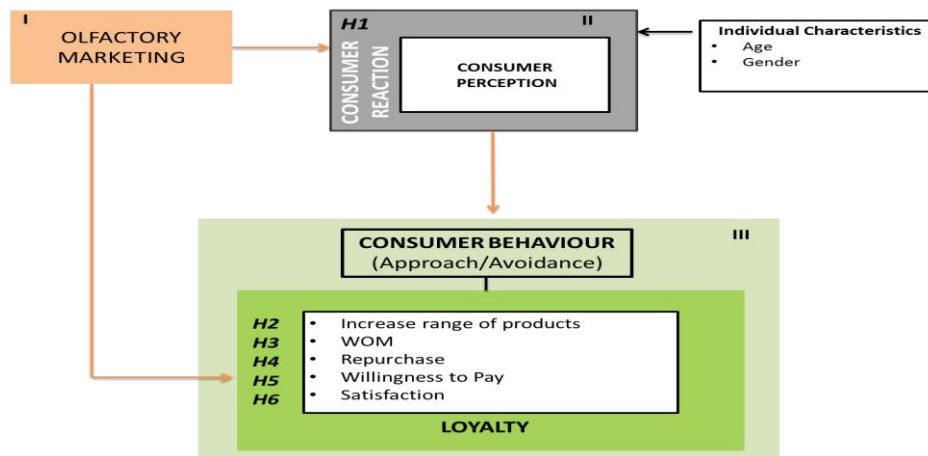 I
OLFACTORY
MARKETING
H1
II
CONSUMER
REACTION
CONSUMER
PERCEPTION
Individual Characteristics
• Age
• Gender
III
CONSUMER BEHAVIOUR
(Approach/Avoidance)
H2 • Increase range of products
H3 • WOM
H4 • Repurchase
H5 • Willingness to Pay
H6 • Satisfaction
LOYALTY